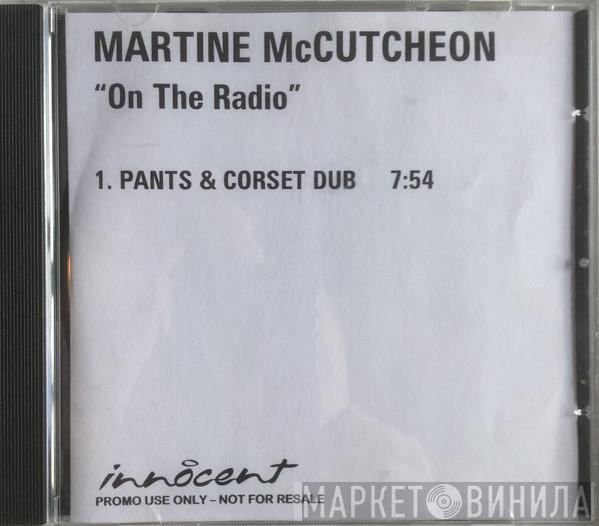 MARTINE McCUTCHEON
“On The Radio”
1. PANTS & CORSET DUB 7:54
innocent
PROMO USE ONLY – NOT FOR RESALE
МАРКЕТ ВИНИЛА